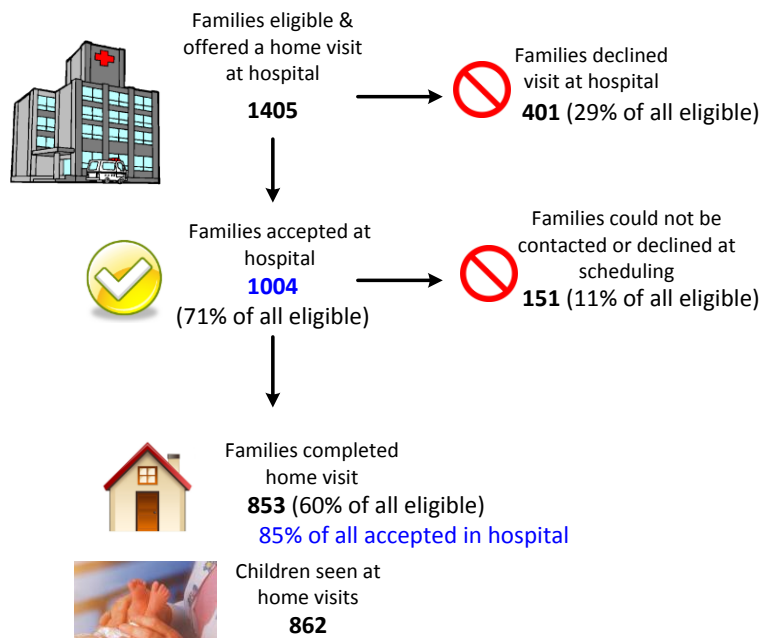 Families eligible &
offered a home visit
at hospital
1405
Families declined
visit at hospital
401 (29% of all eligible)
Families accepted at
hospital
1004
(71% of all eligible)
Families could not be
contacted or declined at
scheduling
151 (11% of all eligible)
Families completed
home visit
853 (60% of all eligible)
85% of all accepted in hospital
Children seen at
home visits
862